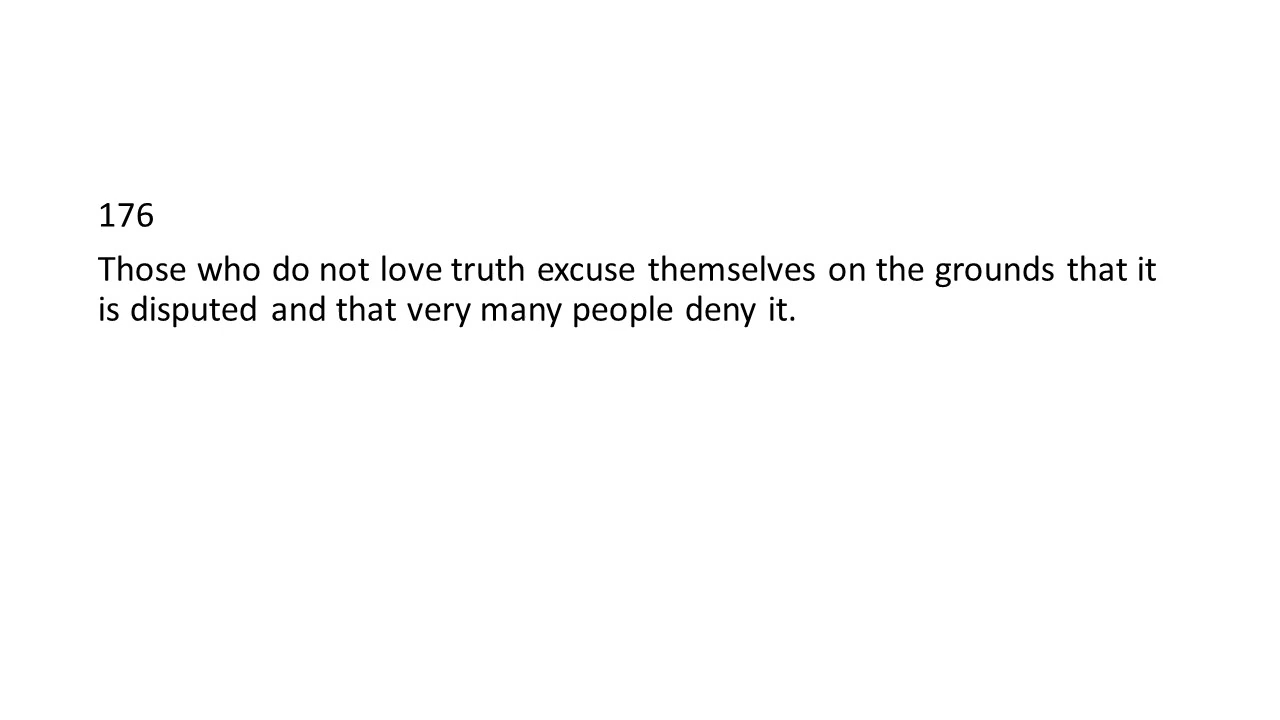 176
Those who do not love truth excuse themselves on the grounds that it
is disputed and that very many people deny it.